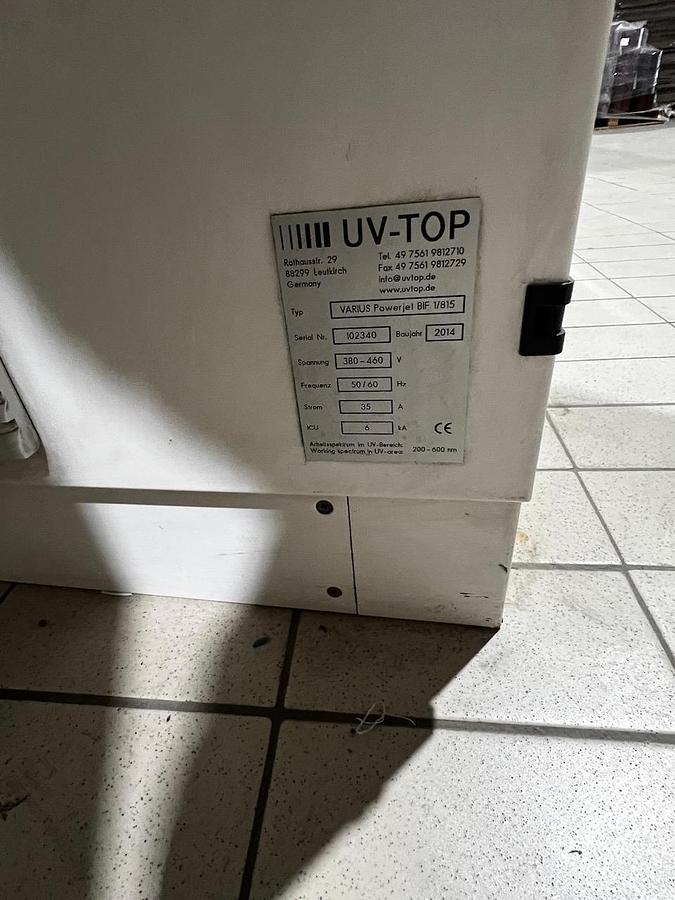 UV-TOP
Rathausstr. 29
88299 Leutkirch
Germany
Tel. 49 7561 9812710
Fax 49 7561 9812729
info@uvtop.de
www.uvtop.de
Typ VARIUS Powerjet BIF 1/815
Serial Nr. 102340 Baujahr 2014
Spannung 380-460 V
Frequenz 50/60 Hz
Strom 35 A
ICU 6 kA CE
Arbeitsspektrum im UV-Bereich:
Working spectrum in UV-area: 200-600 nm